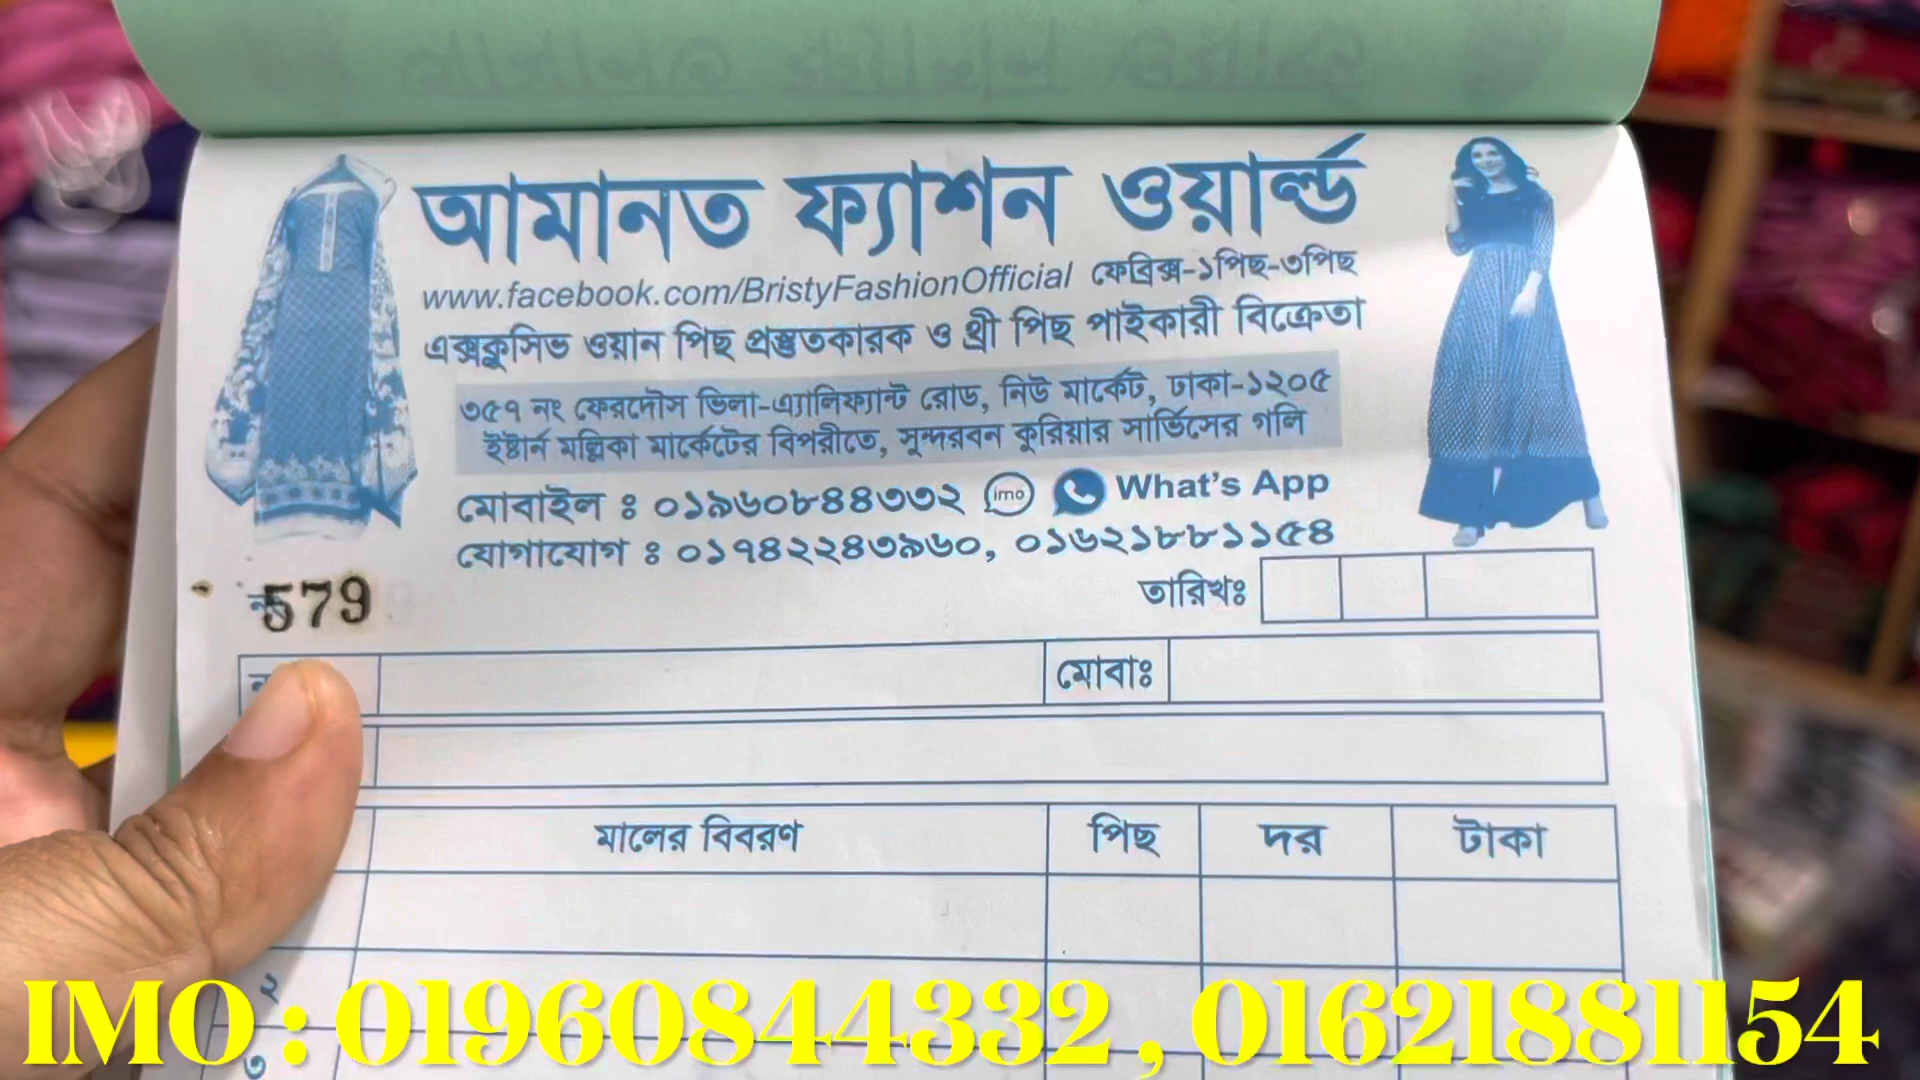 আমানত ফ্যাশন ওয়ার্ল্ড
www.facebook.com/BristyFashionOfficial ফেব্রিক্স-১পিছ-৩পিছ
এক্সক্লুসিভ ওয়ান পিছ প্রস্তুতকারক ও থ্রী পিছ পাইকারী বিক্রেতা
৩৫৭ নং ফেরদৌস ভিলা-এ্যালিফ্যান্ট রোড, নিউ মার্কেট, ঢাকা-১২০৫
ইষ্টার্ন মল্লিকা মার্কেটের বিপরীতে, সুন্দরবন কুরিয়ার সার্ভিসের গলি
মোবাইল ঃ ০১৯৬০৮৪৪৩৩২ imo What's App
যোগাযোগ ঃ ০১৭৪২২৪৩৯৬০, ০১৬২১৮৮১১৫৪
579
তারিখঃ
মোবাঃ
মালের বিবরণ পিছ দর টাকা
২
৩
IMO : 01960844332 , 01621881154